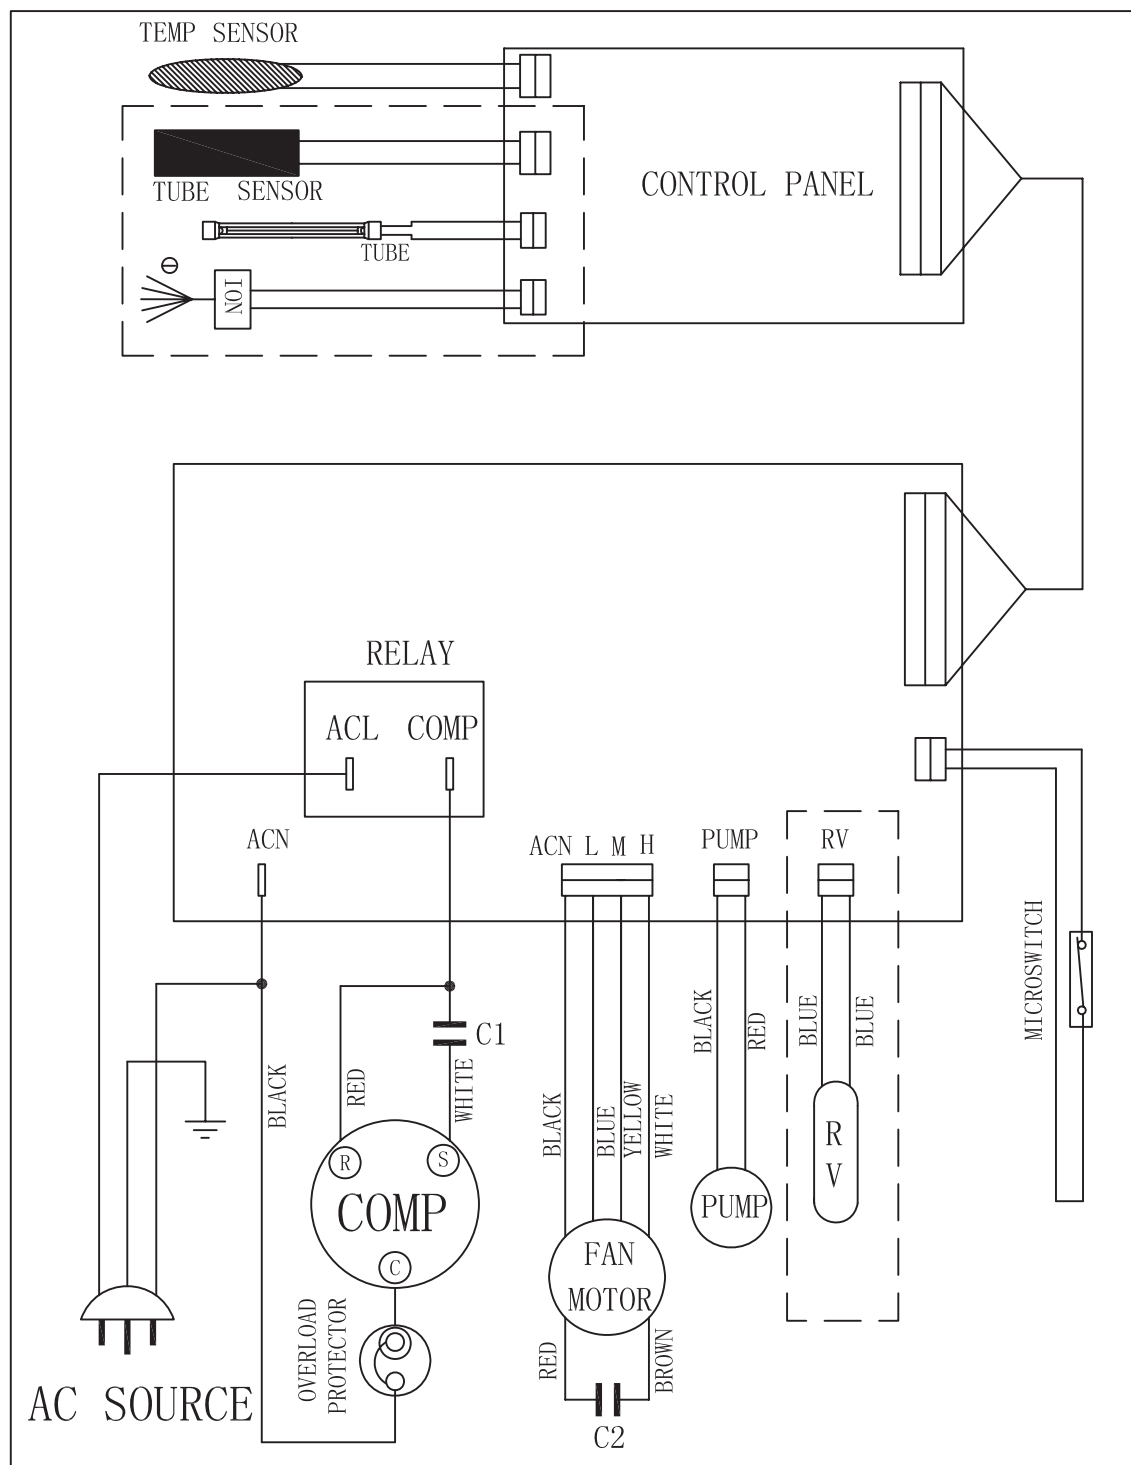 TEMP SENSOR
CONTROL PANEL
TUBE SENSOR
TUBE
ION
RELAY
ACL COMP
ACN
ACN L M H
PUMP
RV
MICROSWITCH
C1
BLACK
RED
WHITE
BLACK
BLUE
YELLOW
WHITE
BLACK
RED
BLUE
BLUE
R
S
COMP
C
R
V
PUMP
FAN
MOTOR
OVERLOAD
PROTECTOR
RED
BROWN
AC SOURCE
C2